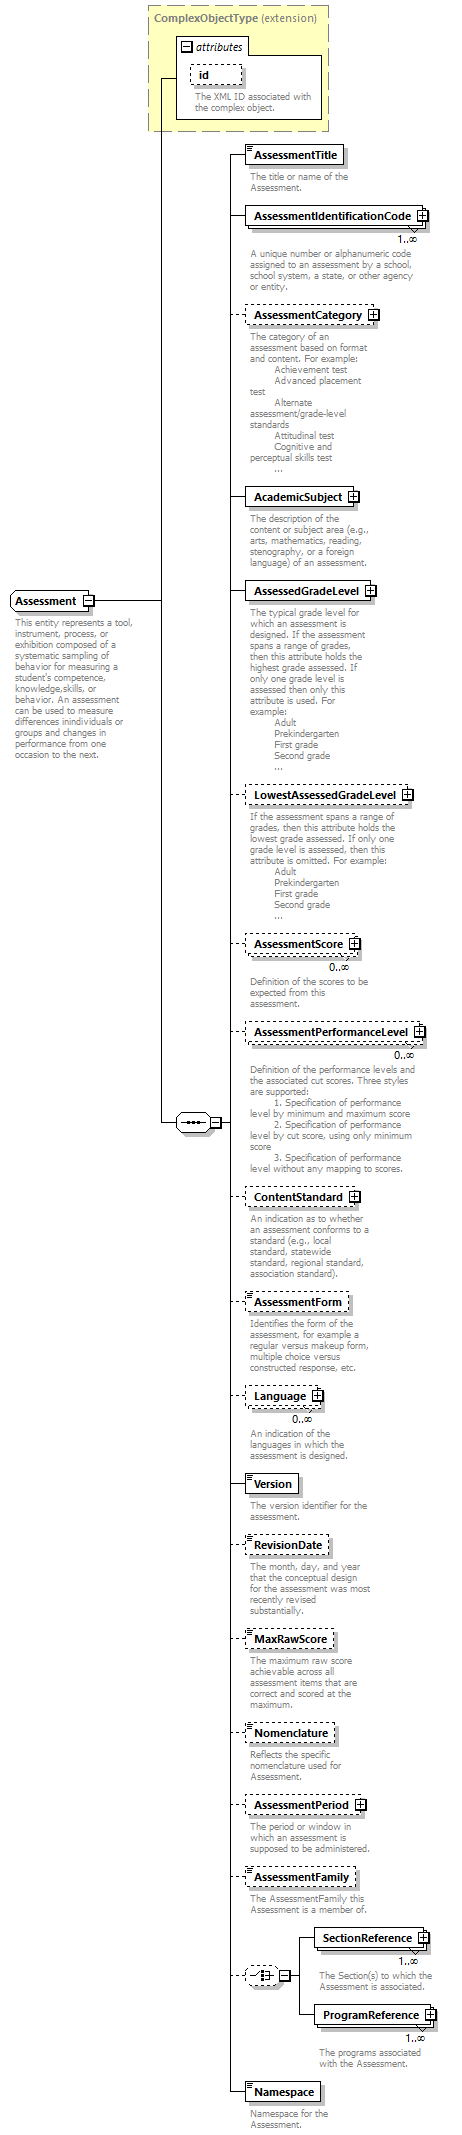 ComplexObjectType (extension)
attributes
id
The XML ID associated with
the complex object.
AssessmentTitle
The title or name of the
Assessment.
AssessmentIdentificationCode
1..∞
A unique number or alphanumeric code
assigned to an assessment by a school,
school system, a state, or other agency
or entity.
AssessmentCategory
The category of an
assessment based on format
and content. For example:
Achievement test
Advanced placement
test
Alternate
assessment/grade-level
standards
Attitudinal test
Cognitive and
perceptual skills test
...
AcademicSubject
The description of the
content or subject area (e.g.,
arts, mathematics, reading,
stenography, or a foreign
language) of an assessment.
AssessedGradeLevel
The typical grade level for
which an assessment is
designed. If the assessment
spans a range of grades,
then this attribute holds the
highest grade assessed. If
only one grade level is
assessed then only this
attribute is used. For
example:
Adult
Prekindergarten
First grade
Second grade
...
Assessment
This entity represents a tool,
instrument, process, or
exhibition composed of a
systematic sampling of
behavior for measuring a
student's competence,
knowledge,skills, or
behavior. An assessment
can be used to measure
differences inindividuals or
groups and changes in
performance from one
occasion to the next.
LowestAssessedGradeLevel
If the assessment spans a range of
grades, then this attribute holds the
lowest grade assessed. If only one
grade level is assessed, then this
attribute is omitted. For example:
Adult
Prekindergarten
First grade
Second grade
...
AssessmentScore
0..∞
Definition of the scores to be
expected from this
assessment.
AssessmentPerformanceLevel
0..∞
Definition of the performance levels and
the associated cut scores. Three styles
are supported:
1. Specification of performance
level by minimum and maximum score
2. Specification of performance
level by cut score, using only minimum
score
3. Specification of performance
level without any mapping to scores.
ContentStandard
An indication as to whether
an assessment conforms to a
standard (e.g., local
standard, statewide
standard, regional standard,
association standard).
AssessmentForm
Identifies the form of the
assessment, for example a
regular versus makeup form,
multiple choice versus
constructed response, etc.
Language
0..∞
An indication of the
languages in which the
assessment is designed.
Version
The version identifier for the
assessment.
RevisionDate
The month, day, and year
that the conceptual design
for the assessment was most
recently revised
substantially.
MaxRawScore
The maximum raw score
achievable across all
assessment items that are
correct and scored at the
maximum.
Nomenclature
Reflects the specific
nomenclature used for
Assessment.
AssessmentPeriod
The period or window in
which an assessment is
supposed to be administered.
AssessmentFamily
The AssessmentFamily this
Assessment is a member of.
SectionReference
1..∞
The Section(s) to which the
Assessment is associated.
ProgramReference
1..∞
The programs associated
with the Assessment.
Namespace
Namespace for the
Assessment.